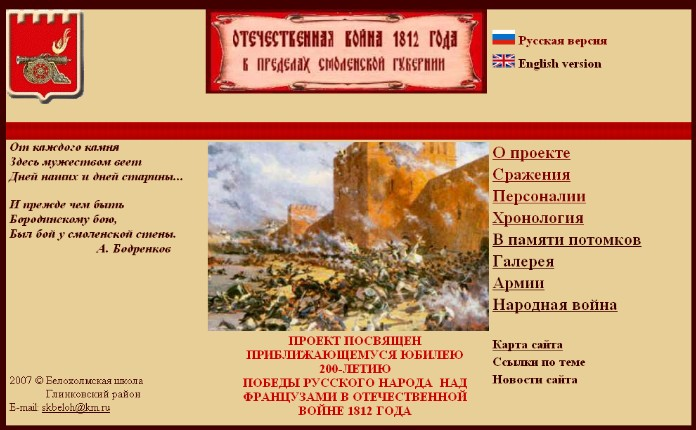 ОТЕЧЕСТВЕННАЯ ВОЙНА 1812 ГОДА
В ПРЕДЕЛАХ СМОЛЕНСКОЙ ГУБЕРНИИ
Русская версия
English version
От каждого камня
Здесь мужеством веет
Дней наших и дней старины...
И прежде чем быть
Бородинскому бою,
Был бой у смоленской стены.
А. Бодренков
2007 © Белохолмская школа
Глинковский район
E-mail: skbeloh@km.ru
ПРОЕКТ ПОСВЯЩЕН
ПРИБЛИЖАЮЩЕМУСЯ ЮБИЛЕЮ
200-ЛЕТИЮ
ПОБЕДЫ РУССКОГО НАРОДА НАД
ФРАНЦУЗАМИ В ОТЕЧЕСТВЕННОЙ
ВОЙНЕ 1812 ГОДА
О проекте
Сражения
Персоналии
Хронология
В памяти потомков
Галерея
Армии
Народная война
Карта сайта
Ссылки по теме
Новости сайта